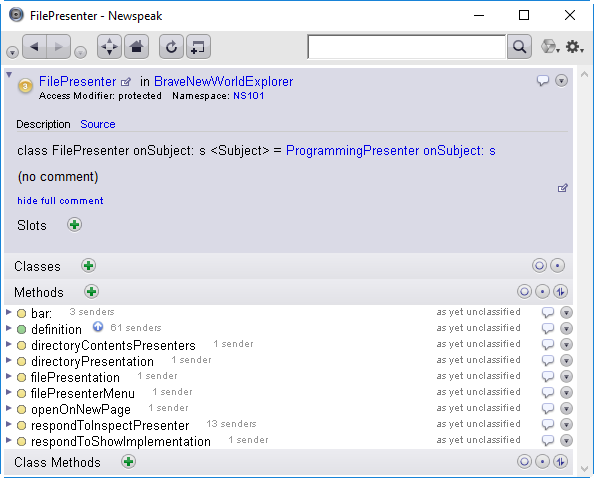 FilePresenter - Newspeak
3 FilePresenter in BraveNewWorldExplorer
Access Modifier: protected Namespace: NS101
Description Source
class FilePresenter onSubject: s <Subject> = ProgrammingPresenter onSubject: s
(no comment)
hide full comment
Slots
Classes
Methods
bar: 3 senders as yet unclassified
definition 61 senders as yet unclassified
directoryContentsPresenters 1 sender as yet unclassified
directoryPresentation 1 sender as yet unclassified
filePresentation 1 sender as yet unclassified
filePresenterMenu 1 sender as yet unclassified
openOnNewPage 1 sender as yet unclassified
respondToInspectPresenter 13 senders as yet unclassified
respondToShowImplementation 1 sender as yet unclassified
Class Methods